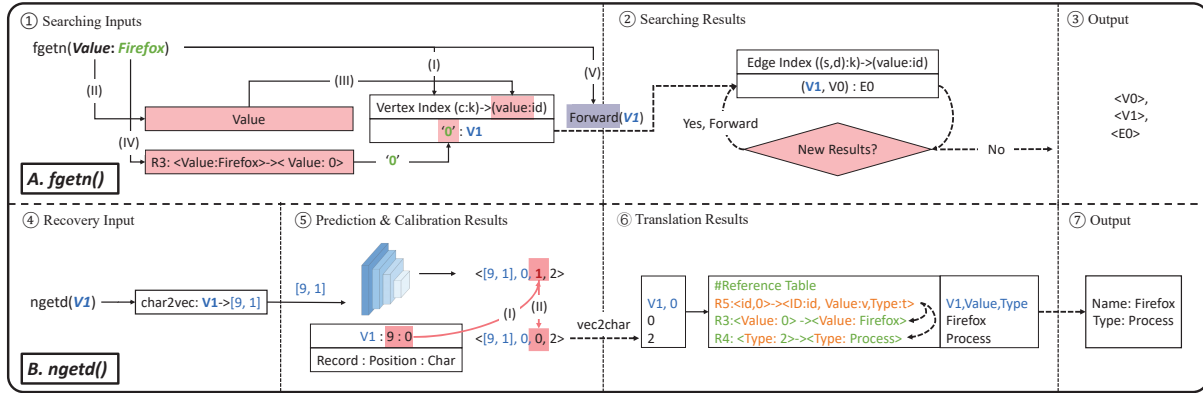 ① Searching Inputs
fgetn(Value: Firefox)
(I)
(II)
(III)
(IV)
(V)
Value
Vertex Index (c:k)->(value:id)
'0' : V1
R3: <Value:Firefox>->< Value: 0>
'0'
Forward(V1)
A. fgetn()
② Searching Results
Edge Index ((s,d):k)->(value:id)
(V1, V0) : E0
Yes, Forward
New Results?
No
③ Output
<V0>,
<V1>,
<E0>
④ Recovery Input
ngetd(V1)
char2vec: V1->[9, 1]
[9, 1]
B. ngetd()
⑤ Prediction & Calibration Results
<[9, 1], 0, 1, 2>
(I)
(II)
V1 : 9 : 0
<[9, 1], 0, 0, 2>
Record : Position : Char
vec2char
⑥ Translation Results
V1, 0
0
2
#Reference Table
R5:<id,0>-><ID:id, Value:v,Type:t>
R3:<Value: 0> -><Value: Firefox>
R4: <Type: 2>-><Type: Process>
V1,Value,Type
Firefox
Process
⑦ Output
Name: Firefox
Type: Process